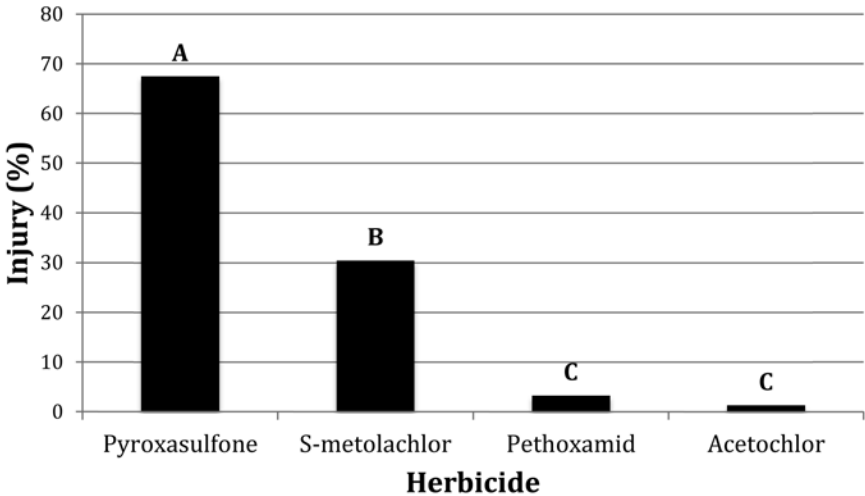 80
70
60
50
40
30
20
10
0
Injury (%)
A
B
C
C
Pyroxasulfone
S-metolachlor
Pethoxamid
Acetochlor
Herbicide